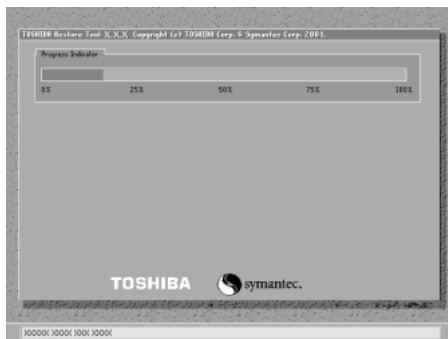 TOSHIBA Restore Tool X.X.X Copyright (c) TOSHIBA Corp. & Symantec Corp. 2001.
Progress Indicator
0% 25% 50% 75% 100%
TOSHIBA symantec.
XXXXX XXXX XXX XXXX